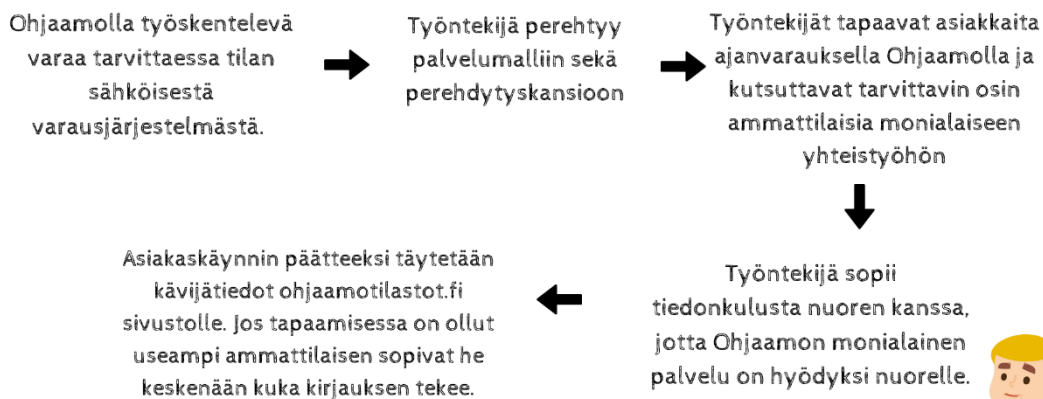 Ohjaamolla työskentelevä
varaa tarvittaessa tilan
sähköisestä
varausjärjestelmästä.
Työntekijä perehtyy
palvelumalliin sekä
perehdytyskansioon
Työntekijät tapaavat asiakkaita
ajanvarauksella Ohjaamolla ja
kutsuttavat tarvittavin osin
ammattilaisia monialaiseen
yhteistyöhön
Työntekijä sopii
tiedonkulusta nuoren kanssa,
jotta Ohjaamon monialainen
palvelu on hyödyksi nuorelle.
Asiakaskäynnin päätteeksi täytetään
kävijätiedot ohjaamotilastot.fi
sivustolle. Jos tapaamisessa on ollut
useampi ammattilaisen sopivat he
keskenään kuka kirjauksen tekee.